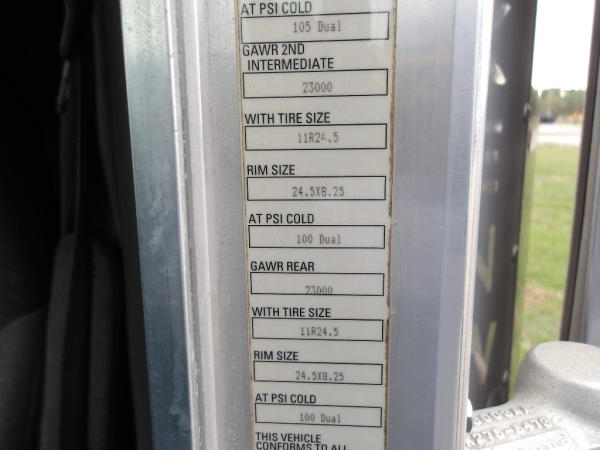 AT PSI COLD
105 Dual
GAWR 2ND
INTERMEDIATE
23000
WITH TIRE SIZE
11R24.5
RIM SIZE
24.5X8.25
AT PSI COLD
100 Dual
GAWR REAR
23000
WITH TIRE SIZE
11R24.5
RIM SIZE
24.5X8.25
AT PSI COLD
100 Dual
THIS VEHICLE
CONFORMS TO ALL